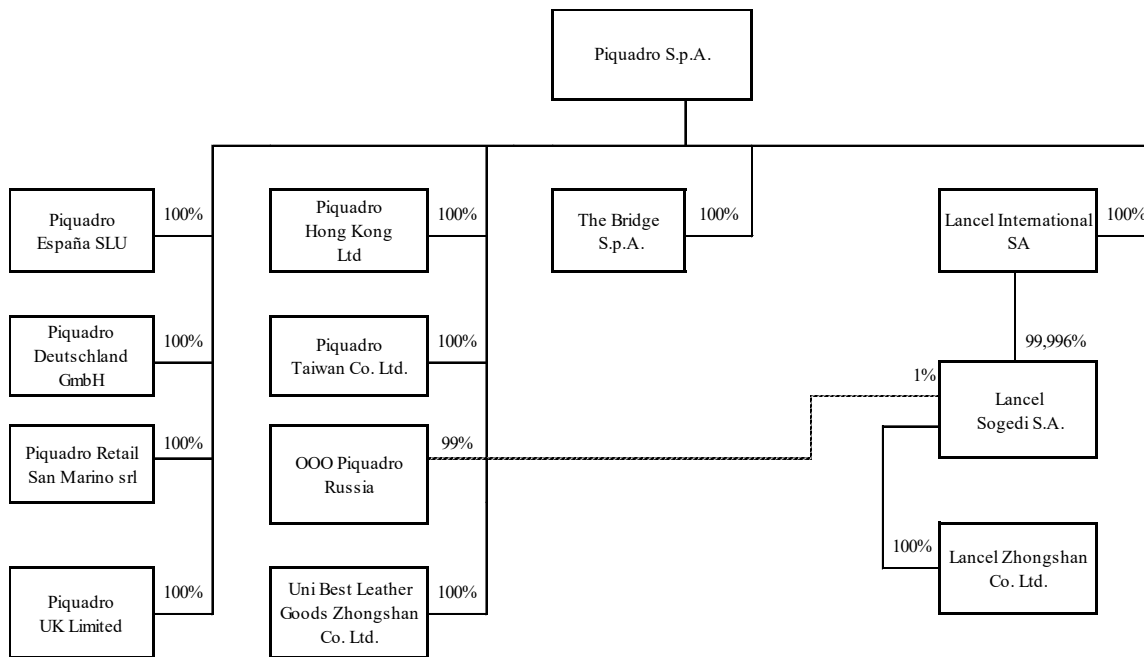 Piquadro S.p.A.
Piquadro
España SLU
100%
Piquadro
Hong Kong
Ltd
100%
The Bridge
S.p.A.
100%
Lancel International
SA
100%
Piquadro
Deutschland
GmbH
100%
Piquadro
Taiwan Co. Ltd.
100%
99,996%
1%
Lancel
Sogedi S.A.
Piquadro Retail
San Marino srl
100%
OOO Piquadro
Russia
99%
100%
Lancel Zhongshan
Co. Ltd.
Piquadro
UK Limited
100%
Uni Best Leather
Goods Zhongshan
Co. Ltd.
100%